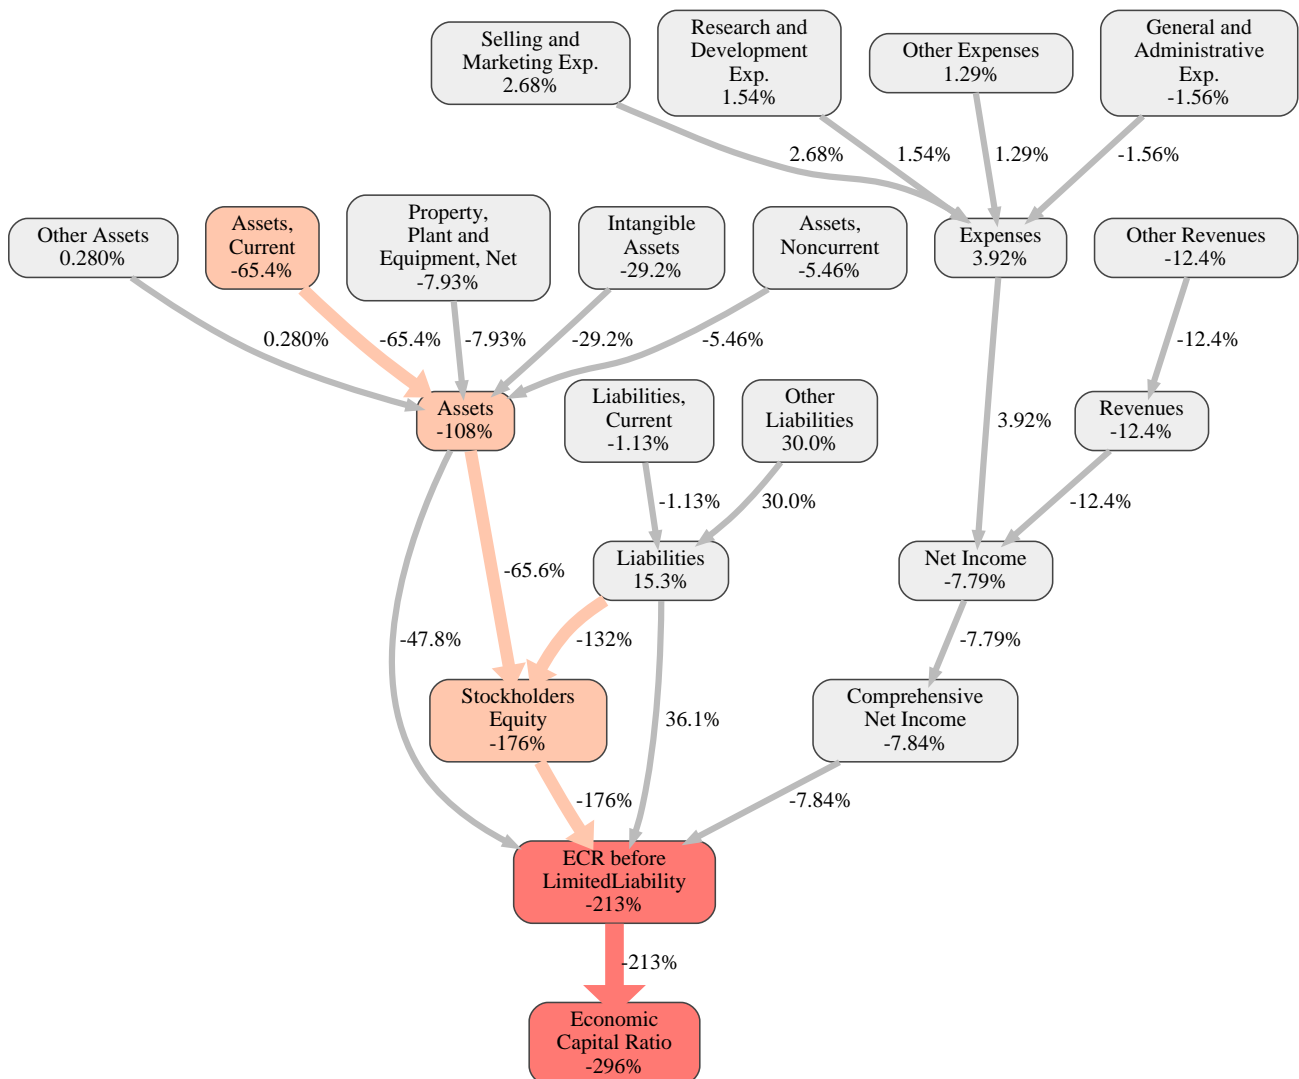 Selling and
Marketing Exp.
2.68%
Research and
Development
Exp.
1.54%
Other Expenses
1.29%
General and
Administrative
Exp.
-1.56%
2.68%
1.54%
1.29%
-1.56%
Other Assets
0.280%
Assets,
Current
-65.4%
Property,
Plant and
Equipment, Net
-7.93%
Intangible
Assets
-29.2%
Assets,
Noncurrent
-5.46%
Expenses
3.92%
Other Revenues
-12.4%
0.280%
-65.4%
-7.93%
-29.2%
-5.46%
-12.4%
Assets
-108%
Liabilities,
Current
-1.13%
Other
Liabilities
30.0%
3.92%
Revenues
-12.4%
-1.13%
30.0%
-12.4%
-65.6%
Liabilities
15.3%
Net Income
-7.79%
-47.8%
-132%
-7.79%
Stockholders
Equity
-176%
36.1%
Comprehensive
Net Income
-7.84%
-176%
-7.84%
ECR before
LimitedLiability
-213%
-213%
Economic
Capital Ratio
-296%